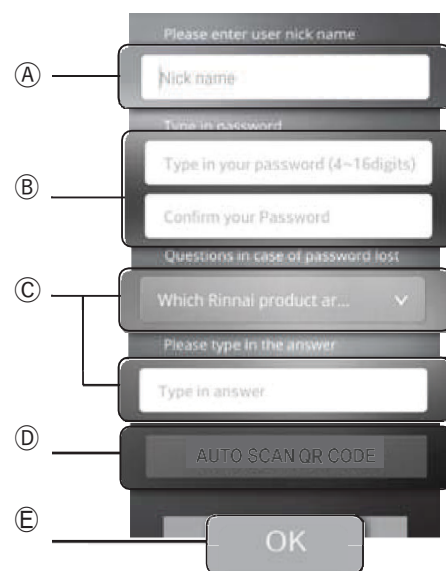 Please enter user nick name
Ⓐ
Nick name
Type in password
Ⓑ
Type in your password (4~16digits)
Confirm your Password
Questions in case of password lost
Ⓒ
Which Rinnai product ar...
Please type in the answer
Type in answer
Ⓓ
AUTO SCAN QR CODE
Ⓔ
OK